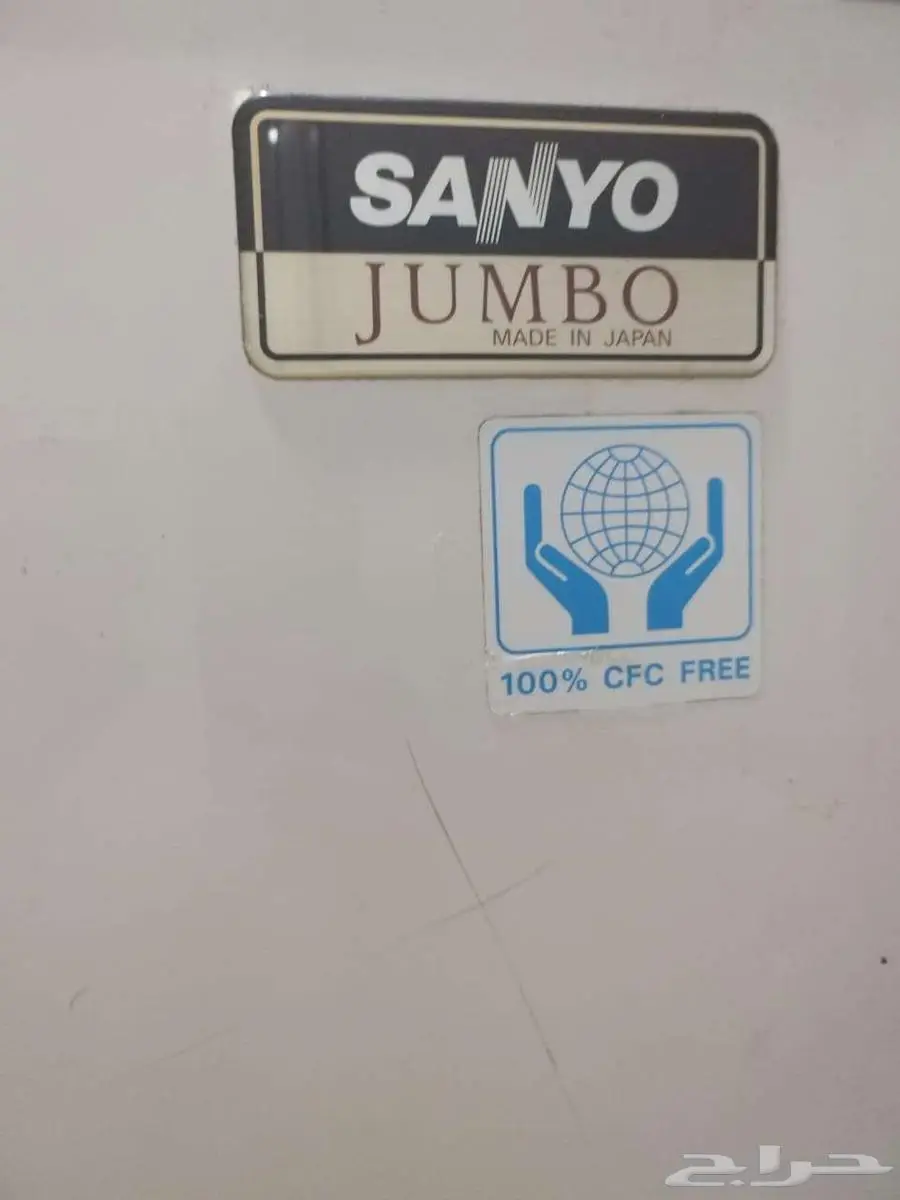 SANYO
JUMBO
MADE IN JAPAN
100% CFC FREE
حراج